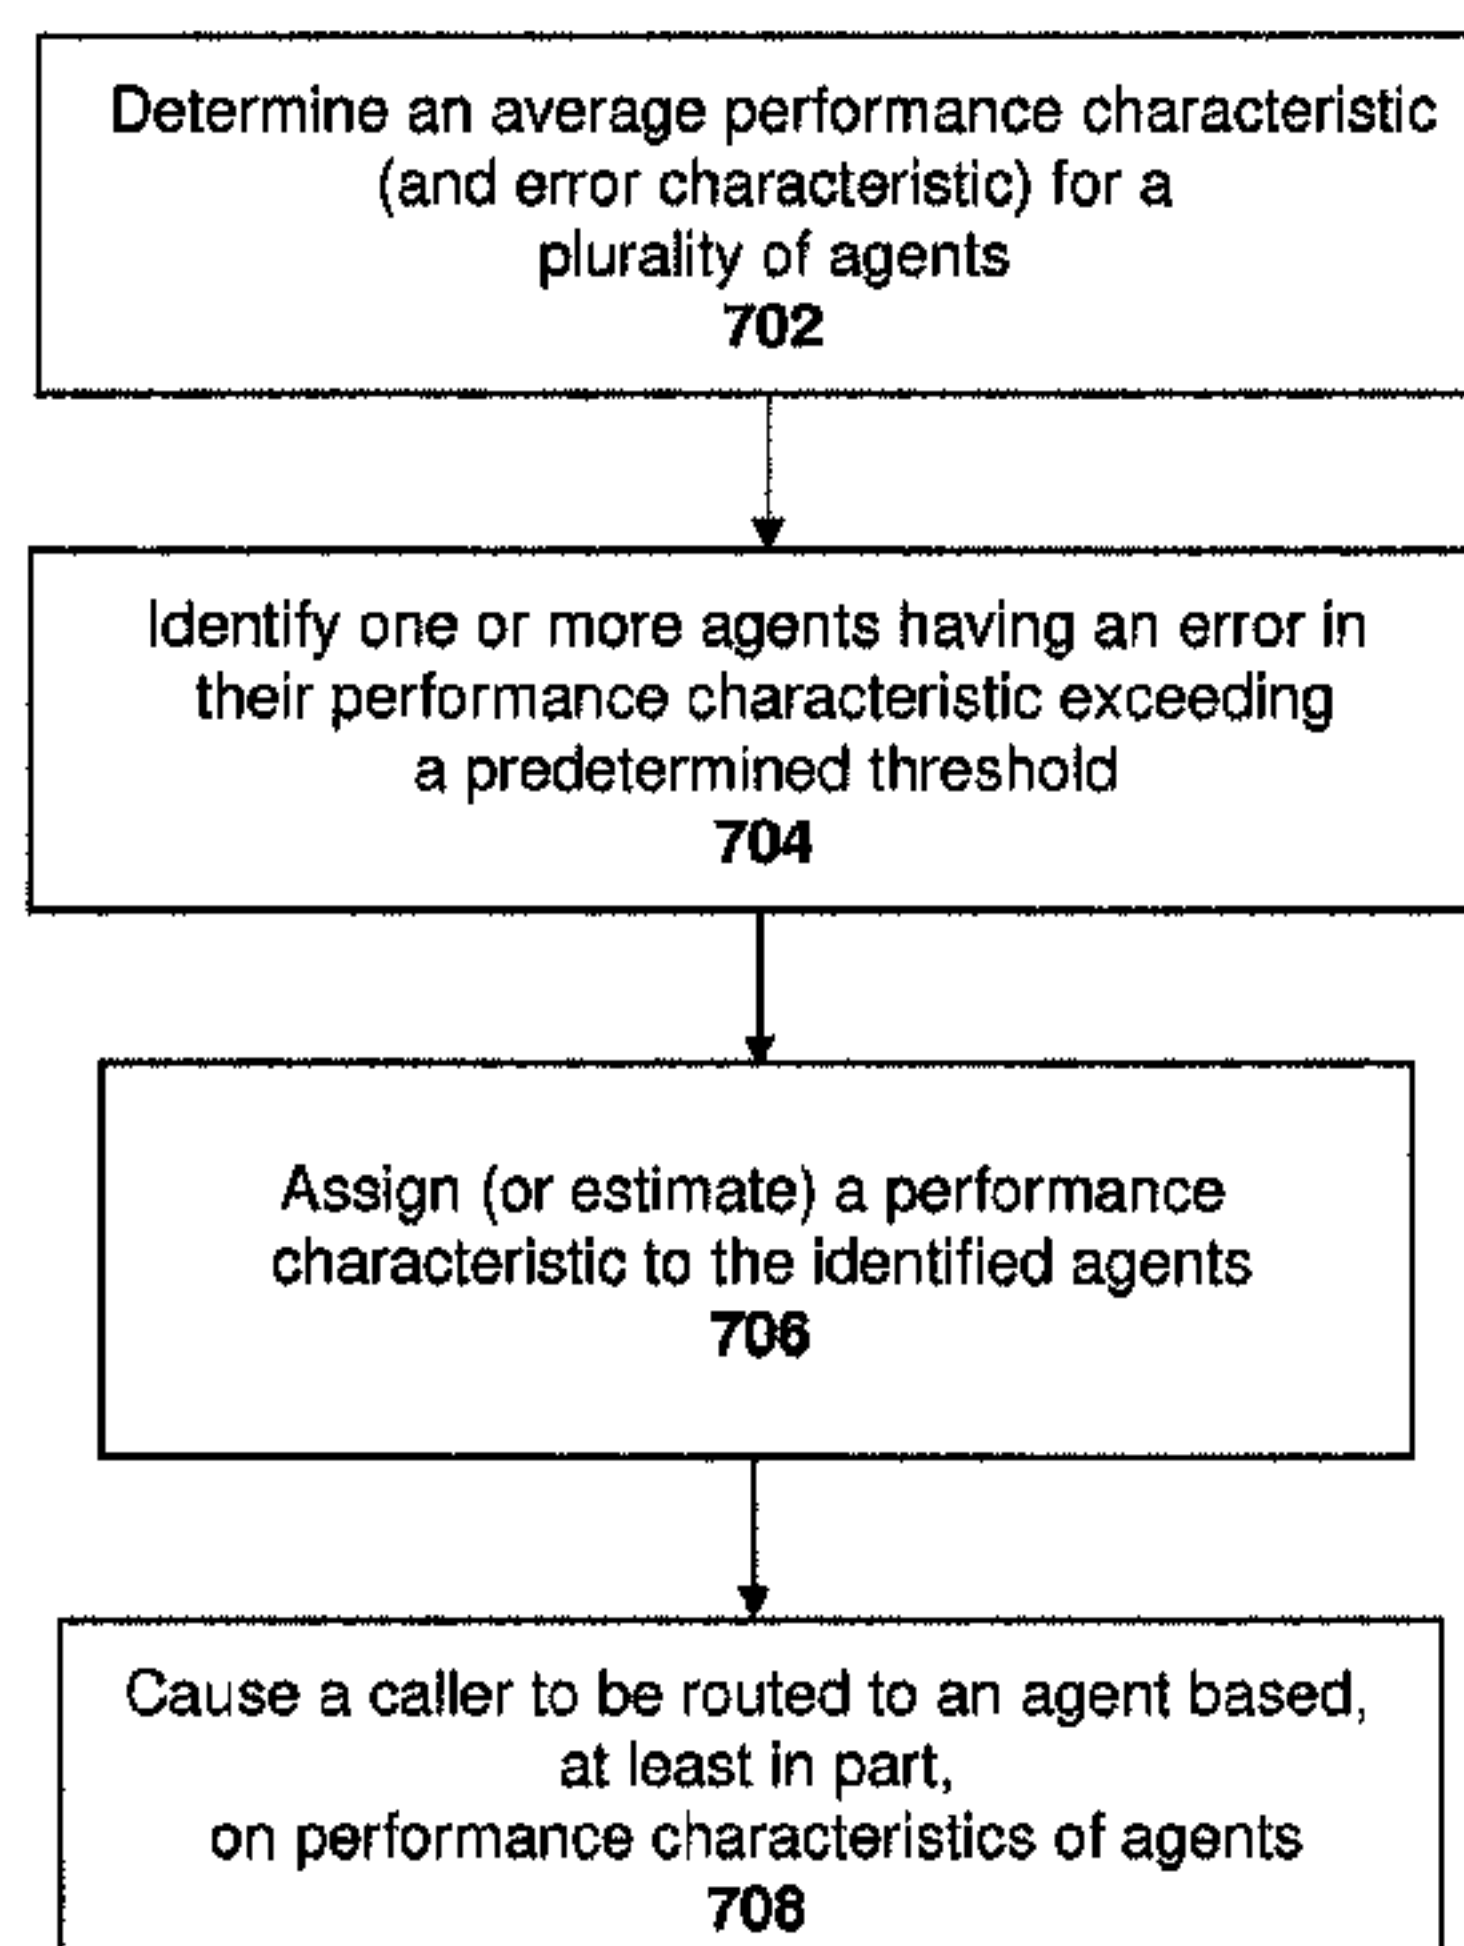 Determine an average performance characteristic
(and error characteristic) for a
plurality of agents
702
Identify one or more agents having an error in
their performance characteristic exceeding
a predetermined threshold
704
Assign (or estimate) a performance
characteristic to the identified agents
706
Cause a caller to be routed to an agent based,
at least in part,
on performance characteristics of agents
708